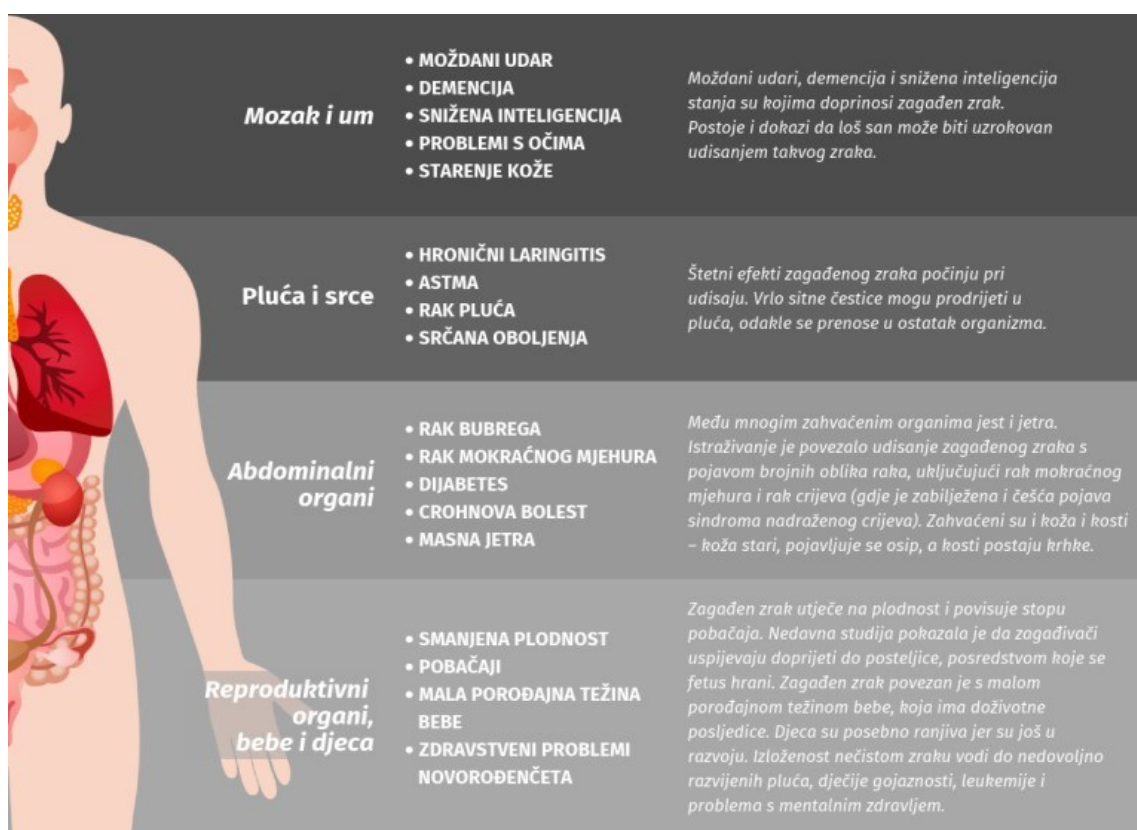 Mozak i um
• MOŽDANI UDAR
• DEMENCIJA
• SNIŽENA INTELIGENCIJA
• PROBLEMI S OČIMA
• STARENJE KOŽE
Moždani udari, demencija i snižena inteligencija
stanja su kojima doprinosi zagađen zrak.
Postoje i dokazi da loš san može biti uzrokovan
udisanjem takvog zraka.
Pluća i srce
• HRONIČNI LARINGITIS
• ASTMA
• RAK PLUĆA
• SRČANA OBOLJENJA
Štetni efekti zagađenog zraka počinju pri
udisaju. Vrlo sitne čestice mogu prodrijeti u
pluća, odakle se prenose u ostatak organizma.
Abdominalni
organi
• RAK BUBREGA
• RAK MOKRAĆNOG MJEHURA
• DIJABETES
• CROHNOVA BOLEST
• MASNA JETRA
Među mnogim zahvaćenim organima jest i jetra.
Istraživanje je povezalo udisanje zagađenog zraka s
pojavom brojnih oblika raka, uključujući rak mokraćnog
mjehura i rak crijeva (gdje je zabilježena i češća pojava
sindroma nadraženog crijeva). Zahvaćeni su i koža i kosti
– koža stari, pojavljuje se osip, a kosti postaju krhke.
Reproduktivni
organi,
bebe i djeca
• SMANJENA PLODNOST
• POBAČAJI
• MALA POROĐAJNA TEŽINA
BEBE
• ZDRAVSTVENI PROBLEMI
NOVOROĐENČETA
Zagađen zrak utječe na plodnost i povisuje stopu
pobačaja. Nedavna studija pokazala je da zagađivači
uspijevaju doprijeti do posteljice, posredstvom koje se
fetus hrani. Zagađen zrak povezan je s malom
porođajnom težinom bebe, koja ima doživotne
posljedice. Djeca su posebno ranjiva jer su još u
razvoju. Izloženost nečistom zraku vodi do nedovoljno
razvijenih pluća, dječije gojaznosti, leukemije i
problema s mentalnim zdravljem.